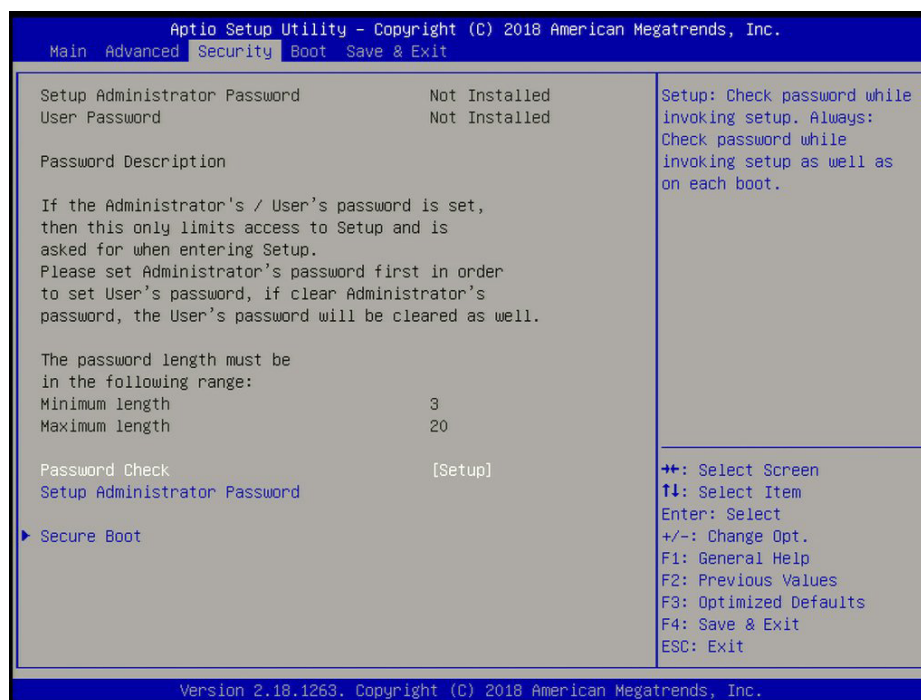 Aptio Setup Utility – Copyright (C) 2018 American Megatrends, Inc.
Main Advanced Security Boot Save & Exit
Setup Administrator Password Not Installed
User Password Not Installed
Password Description
If the Administrator's / User's password is set,
then this only limits access to Setup and is
asked for when entering Setup.
Please set Administrator's password first in order
to set User's password, if clear Administrator's
password, the User's password will be cleared as well.
The password length must be
in the following range:
Minimum length 3
Maximum length 20
Password Check [Setup]
Setup Administrator Password
Secure Boot
Setup: Check password while
invoking setup. Always:
Check password while
invoking setup as well as
on each boot.
→←: Select Screen
↑↓: Select Item
Enter: Select
+/-: Change Opt.
F1: General Help
F2: Previous Values
F3: Optimized Defaults
F4: Save & Exit
ESC: Exit
Version 2.18.1263. Copyright (C) 2018 American Megatrends, Inc.